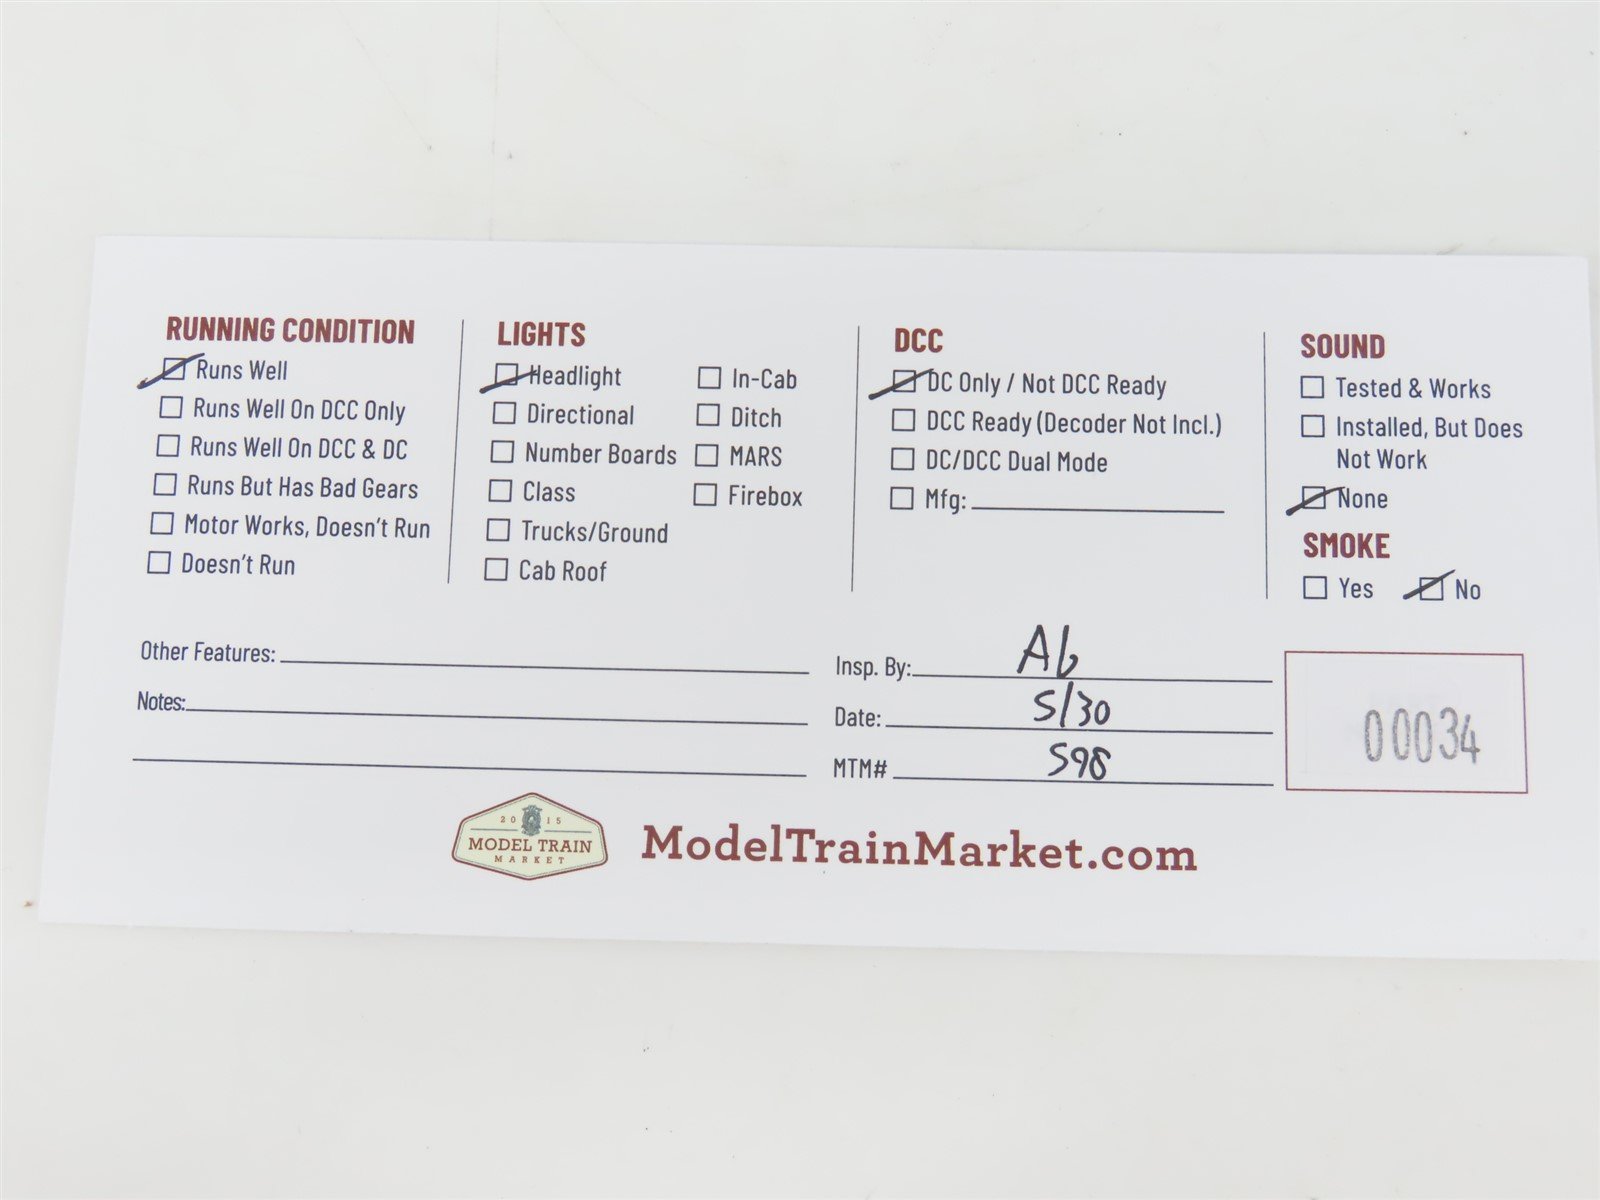 RUNNING CONDITION
Runs Well
Runs Well On DCC Only
Runs Well On DCC & DC
Runs But Has Bad Gears
Motor Works, Doesn't Run
Doesn't Run
LIGHTS
Headlight
Directional
Number Boards
Class
Trucks/Ground
Cab Roof
In-Cab
Ditch
MARS
Firebox
DCC
DC Only / Not DCC Ready
DCC Ready (Decoder Not Incl.)
DC/DCC Dual Mode
Mfg:
SOUND
Tested & Works
Installed, But Does
Not Work
None
SMOKE
Yes No
Other Features:
Notes:
Insp. By: Ab
Date: 5/30
MTM# 598
00034
2015
MODEL TRAIN
MARKET
ModelTrainMarket.com